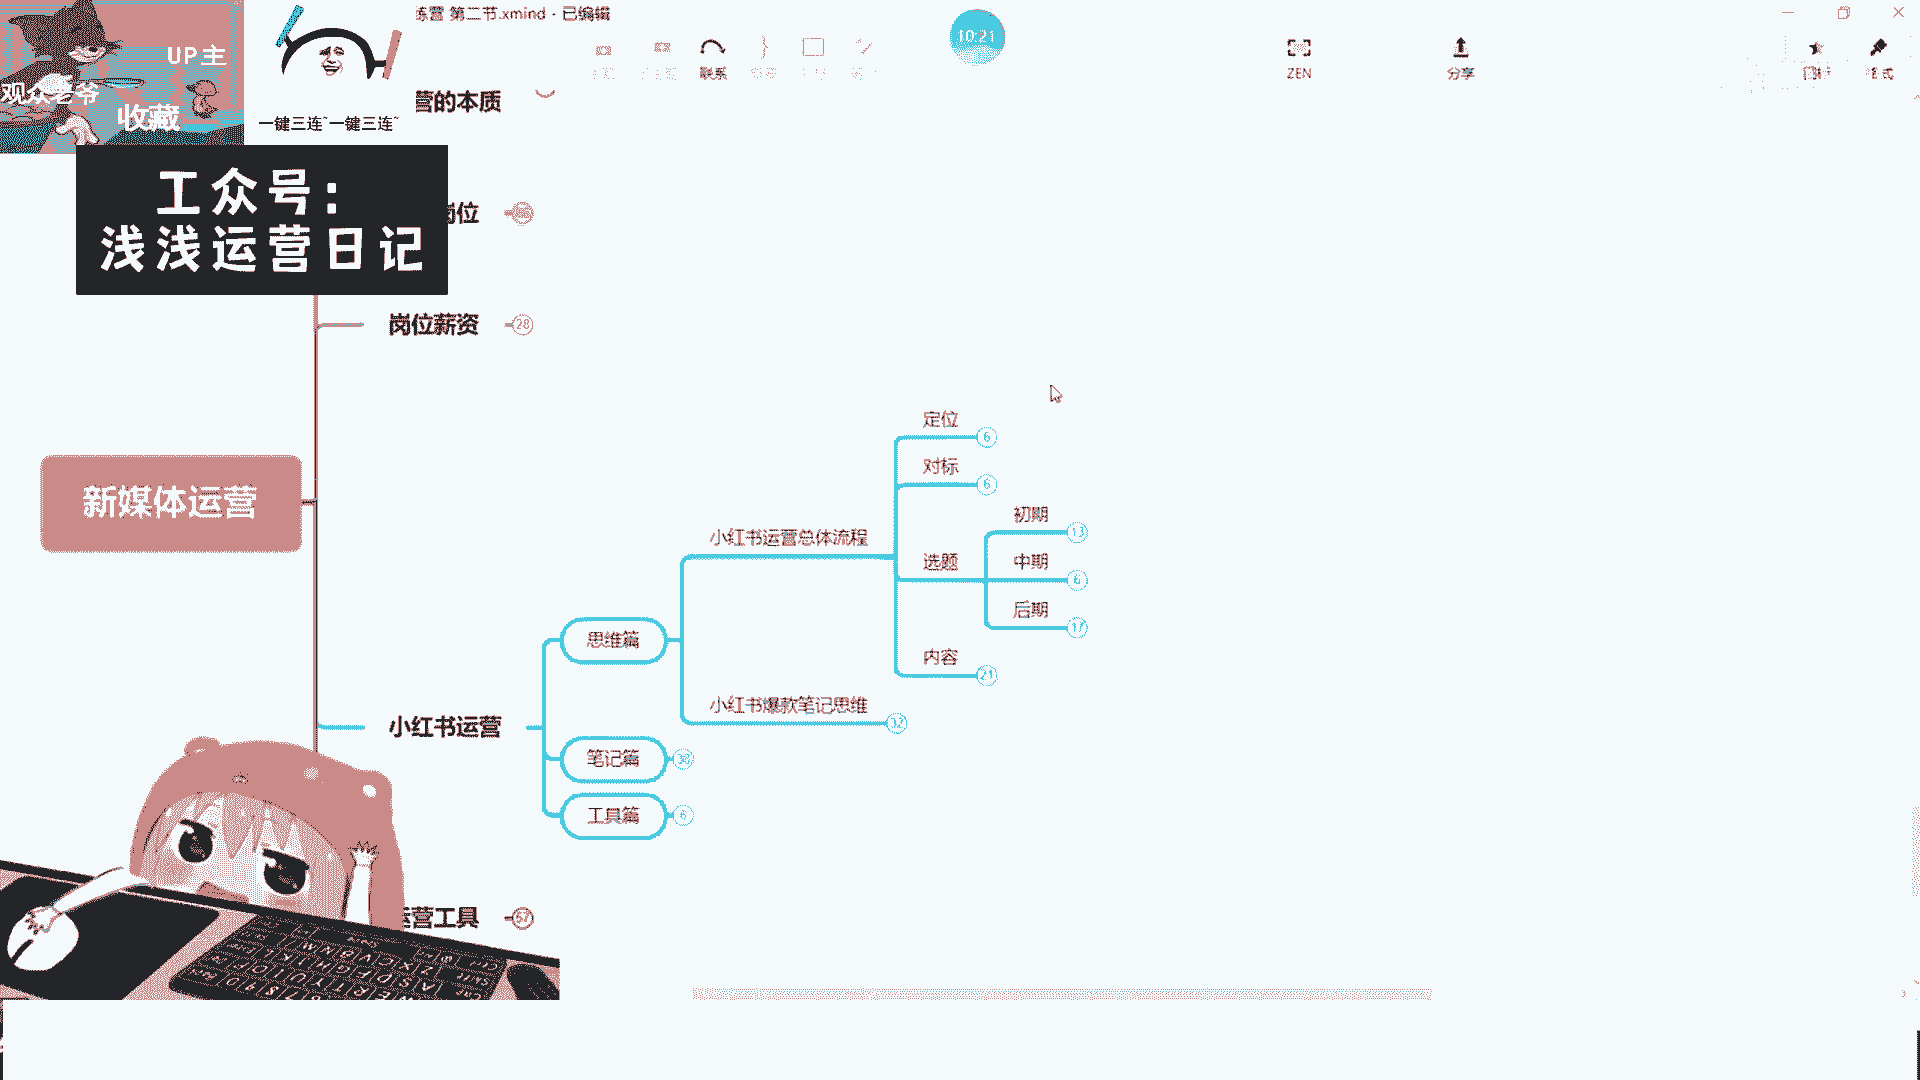 练营 第二节.xmind - 已编辑
UP主
观众老爷
收藏
一键三连~一键三连~
10:21
联系
ZEN
分享
营的本质
工众号：
浅浅运营日记
岗位
岗位薪资
28
新媒体运营
定位
6
对标
6
初期
13
小红书运营总体流程
选题
中期
6
后期
17
思维篇
内容
21
小红书爆款笔记思维
32
小红书运营
笔记篇
38
工具篇
6
运营工具
57